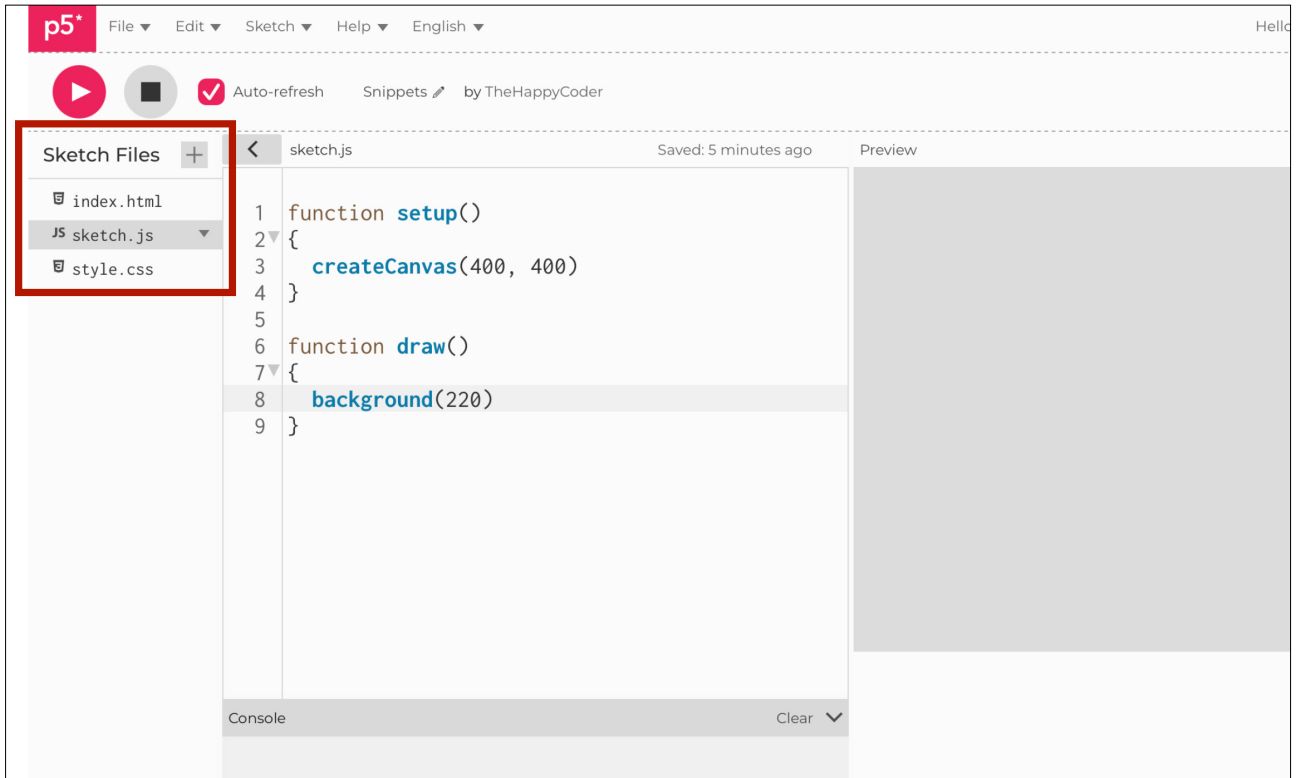 p5* File Edit Sketch Help English Hello
Auto-refresh Snippets by TheHappyCoder
Sketch Files + sketch.js Saved: 5 minutes ago Preview
index.html
JS sketch.js
style.css
1 function setup()
2 {
3 createCanvas(400, 400)
4 }
5
6 function draw()
7 {
8 background(220)
9 }
Console Clear